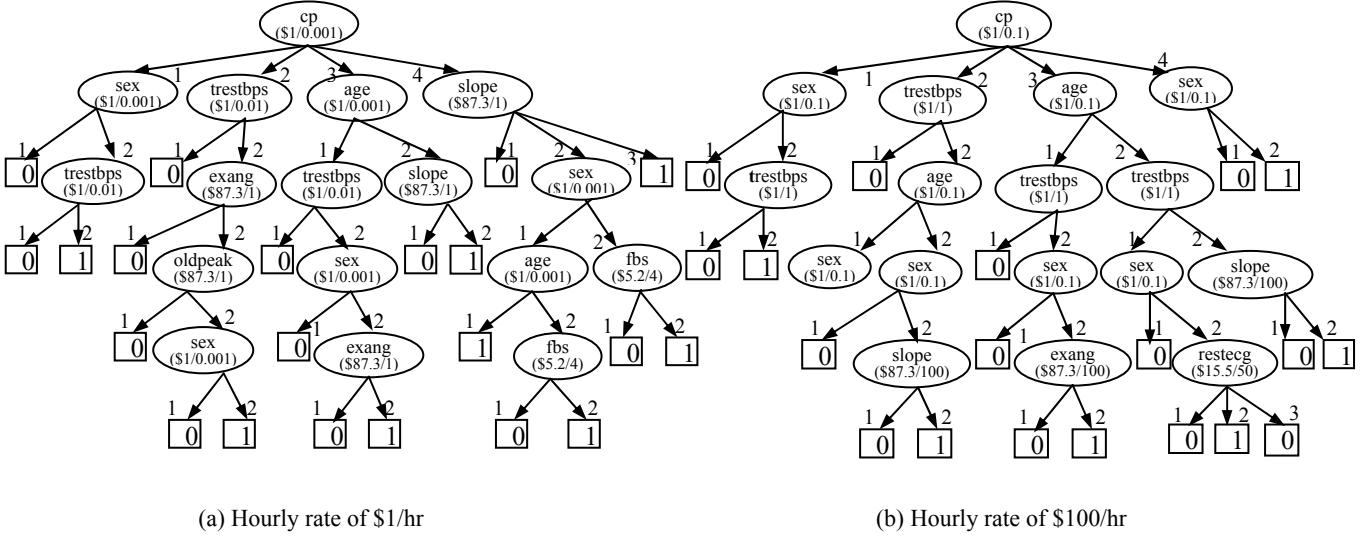 cp
($1/0.001)
1 2 3 4
sex
($1/0.001)
trestbps
($1/0.01)
age
($1/0.001)
slope
($87.3/1)
1 2 1 2 1 2 1 2 3
0
trestbps
($1/0.01)
0
exang
($87.3/1)
trestbps
($1/0.01)
slope
($87.3/1)
0
sex
($1/0.001)
1
1 2 1 2 1 2 1 2 1 2
0 1 0
oldpeak
($87.3/1)
0
sex
($1/0.001)
0 1
age
($1/0.001)
fbs
($5.2/4)
1 2 1 2 1 2 1 2
0
sex
($1/0.001)
0
exang
($87.3/1)
1
fbs
($5.2/4)
0 1
1 2 1 2 1 2
0 1 0 1 0 1
(a) Hourly rate of $1/hr
cp
($1/0.1)
1 2 3 4
sex
($1/0.1)
trestbps
($1/1)
age
($1/0.1)
sex
($1/0.1)
1 2 1 2 1 2 1 2
0
trestbps
($1/1)
0
age
($1/0.1)
trestbps
($1/1)
trestbps
($1/1)
0 1
1 2 1 2 1 2 1 2
0 1
sex
($1/0.1)
sex
($1/0.1)
0
sex
($1/0.1)
sex
($1/0.1)
slope
($87.3/100)
1 2 1 2 1 2 1 2
0
slope
($87.3/100)
0
exang
($87.3/100)
0
restecg
($15.5/50)
0 1
1 2 1 2 1 2 3
0 1 0 1 0 1 0
(b) Hourly rate of $100/hr